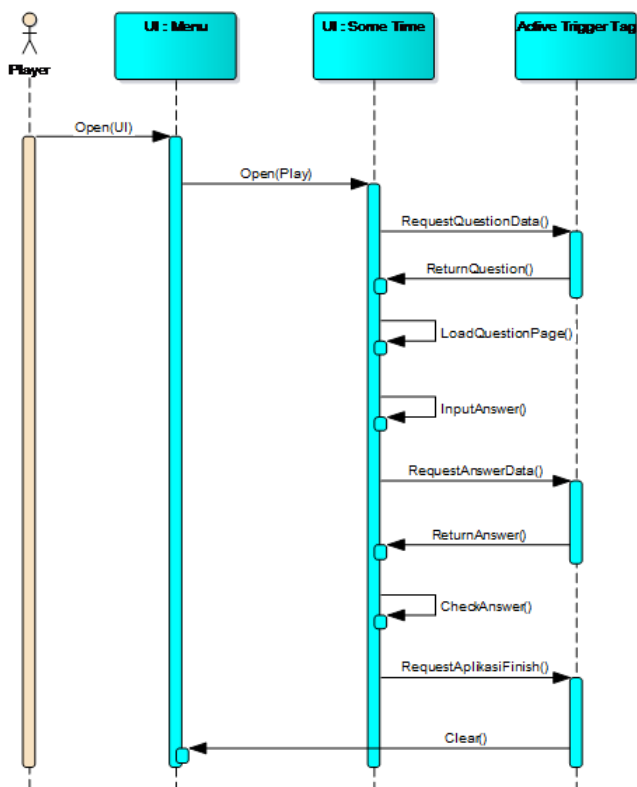 Player
UI : Menu
UI : Some Time
Active Trigger Tag
Open(UI)
Open(Play)
RequestQuestionData()
ReturnQuestion()
LoadQuestionPage()
InputAnswer()
RequestAnswerData()
ReturnAnswer()
CheckAnswer()
RequestAplikasiFinish()
Clear()